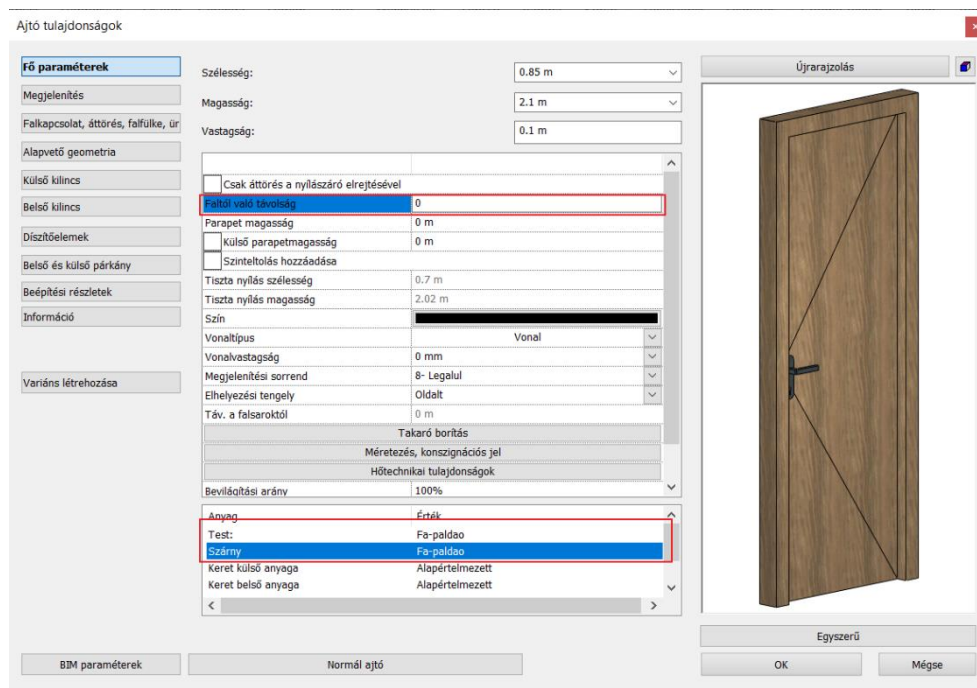 Ajtó tulajdonságok
Fő paraméterek
Megjelenítés
Falkapcsolat, áttörés, falfülke, ür
Alapvető geometria
Külső kilincs
Belső kilincs
Díszítőelemek
Belső és külső párkány
Beépítési részletek
Információ
Variáns létrehozása
BIM paraméterek
Szélesség: 0.85 m
Magasság: 2.1 m
Vastagság: 0.1 m
Csak áttörés a nyílászáró elrejtésével
Faltól való távolság 0
Parapet magasság 0 m
Külső parapetmagasság 0 m
Szinteltolás hozzáadása
Tiszta nyílás szélesség 0.7 m
Tiszta nyílás magasság 2.02 m
Szín
Vonaltípus Vonal
Vonalvastagság 0 mm
Megjelenítési sorrend 8- Legalul
Elhelyezési tengely Oldalt
Táv. a falsaroktól 0 m
Takaró borítás
Méretezés, konszignációs jel
Hőtechnikai tulajdonságok
Bevilágítási arány 100%
Anyag Érték
Test: Fa-paldao
Szárny Fa-paldao
Keret külső anyaga Alapértelmezett
Keret belső anyaga Alapértelmezett
Normál ajtó
Újrarajzolás
Egyszerű
OK Mégse